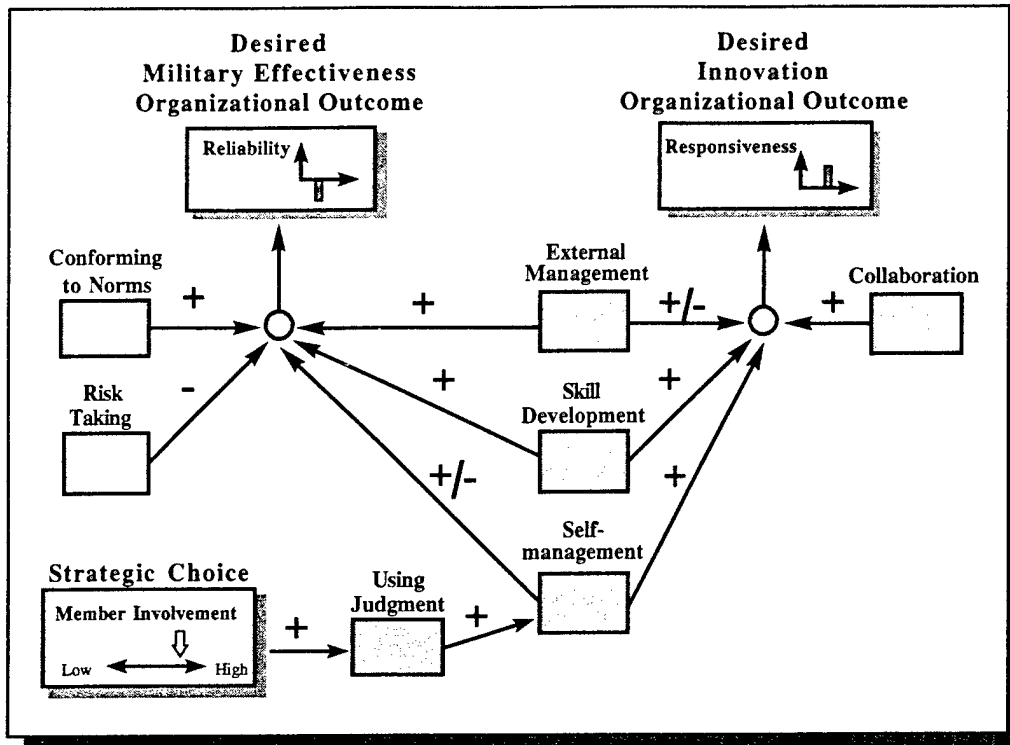 Desired
Military Effectiveness
Organizational Outcome
Desired
Innovation
Organizational Outcome
Reliability
Responsiveness
Conforming
to Norms
+
+
External
Management
+/-
+
Collaboration
Risk
Taking
-
+
Skill
Development
+
+/-
+
Self-
management
Strategic Choice
Member Involvement
Low
High
+
Using
Judgment
+